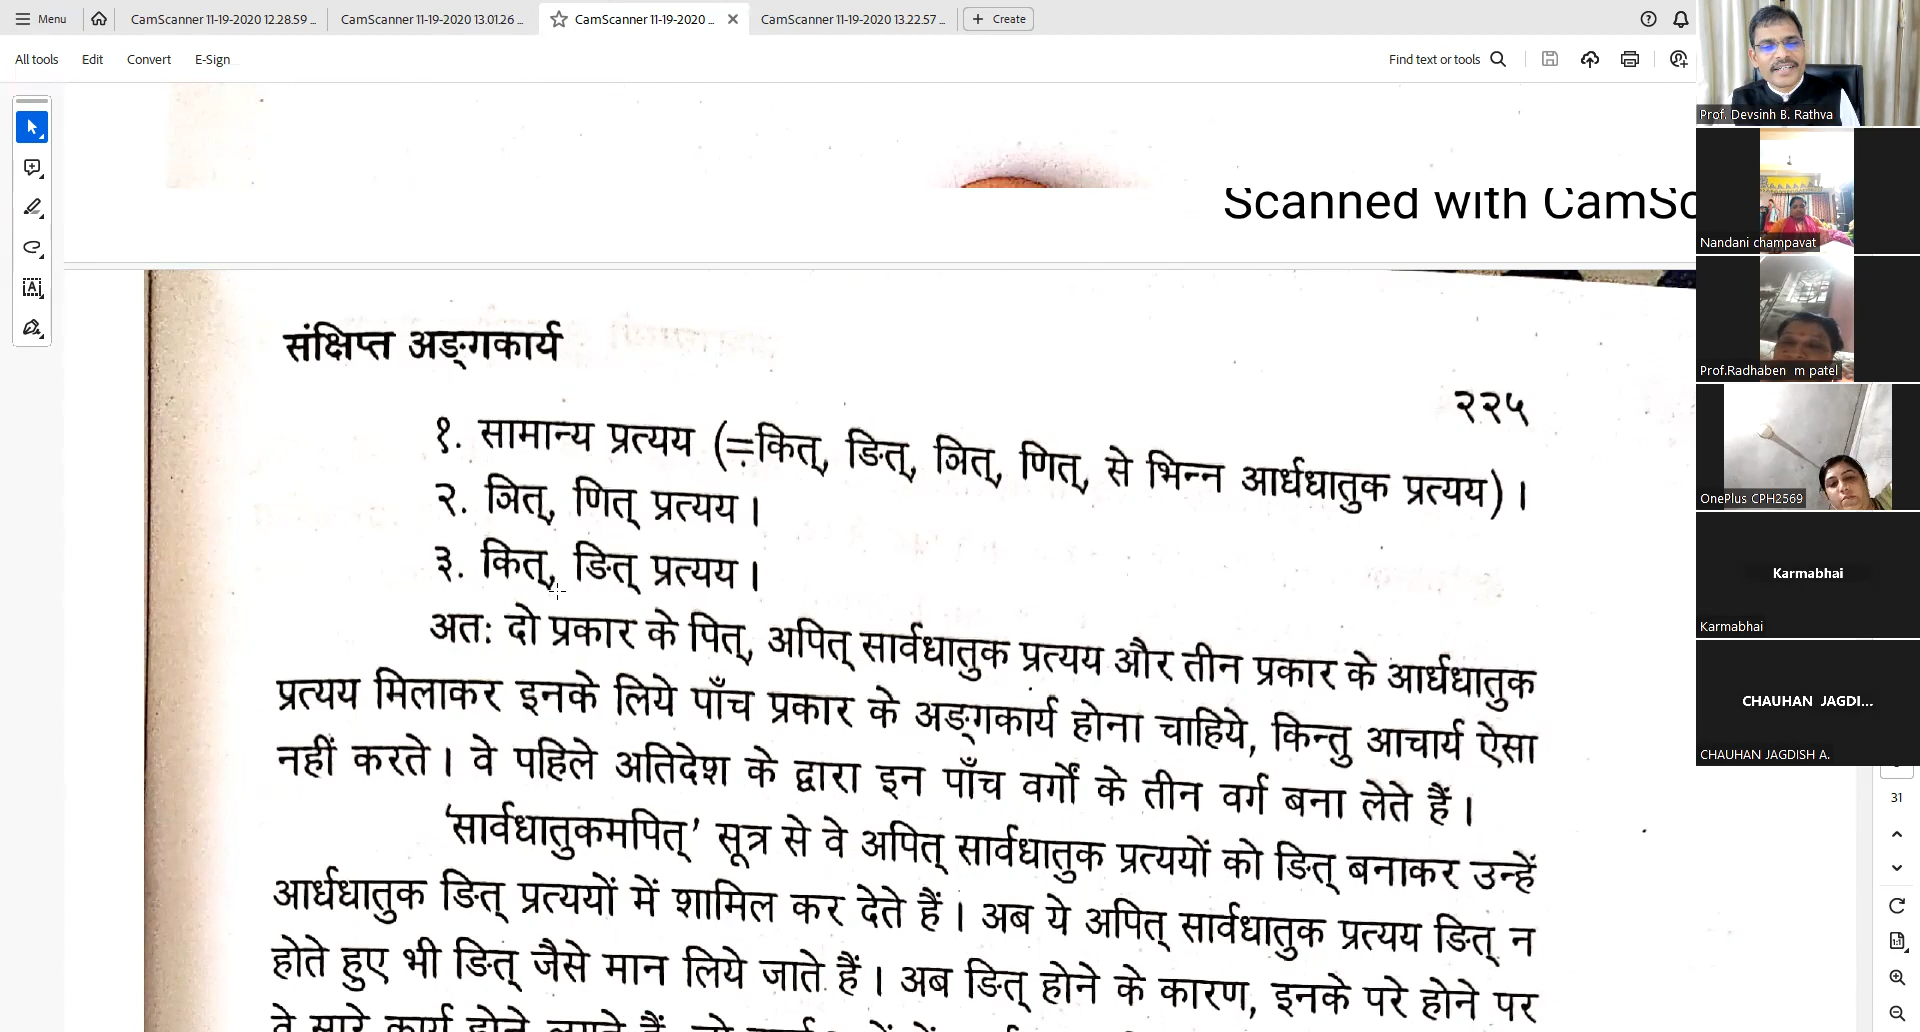 Menu
CamScanner 11-19-2020 12.28.59 ...
CamScanner 11-19-2020 13.01.26 ...
CamScanner 11-19-2020 ...
CamScanner 11-19-2020 13.22.57 ...
Create
All tools
Edit
Convert
E-Sign
Find text or tools
Scanned with CamSc
संक्षिप्त अङ्गकार्य
२२५
१. सामान्य प्रत्यय (=कित्, ङित्, ञित्, णित्, से भिन्न आर्धधातुक प्रत्यय) ।
२. ञित्, णित् प्रत्यय ।
३. कित्, ङित् प्रत्यय ।
अतः दो प्रकार के पित्, अपित् सार्वधातुक प्रत्यय और तीन प्रकार के आर्धधातुक
प्रत्यय मिलाकर इनके लिये पाँच प्रकार के अङ्गकार्य होना चाहिये, किन्तु आचार्य ऐसा
नहीं करते । वे पहिले अतिदेश के द्वारा इन पाँच वर्गों के तीन वर्ग बना लेते हैं ।
'सार्वधातुकमपित्' सूत्र से वे अपित् सार्वधातुक प्रत्ययों को ङित् बनाकर उन्हें
आर्धधातुक ङित् प्रत्ययों में शामिल कर देते हैं । अब ये अपित् सार्वधातुक प्रत्यय ङित् न
होते हुए भी ङित् जैसे मान लिये जाते हैं । अब ङित् होने के कारण, इनके परे होने पर
Prof. Devsinh B. Rathva
Nandani champavat
Prof.Radhaben m patel
OnePlus CPH2569
Karmabhai
Karmabhai
CHAUHAN JAGDI...
CHAUHAN JAGDISH A.
31